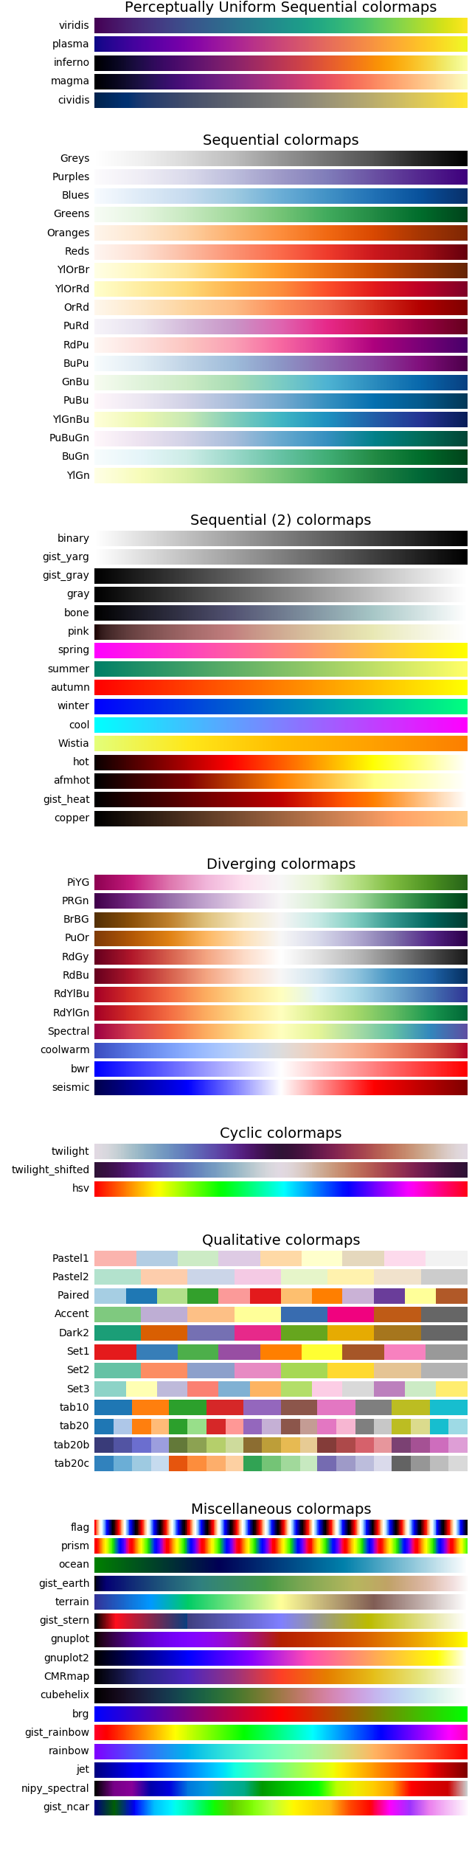 Perceptually Uniform Sequential colormaps
viridis
plasma
inferno
magma
cividis
Sequential colormaps
Greys
Purples
Blues
Greens
Oranges
Reds
YlOrBr
YlOrRd
OrRd
PuRd
RdPu
BuPu
GnBu
PuBu
YlGnBu
PuBuGn
BuGn
YlGn
Sequential (2) colormaps
binary
gist_yarg
gist_gray
gray
bone
pink
spring
summer
autumn
winter
cool
Wistia
hot
afmhot
gist_heat
copper
Diverging colormaps
PiYG
PRGn
BrBG
PuOr
RdGy
RdBu
RdYlBu
RdYlGn
Spectral
coolwarm
bwr
seismic
Cyclic colormaps
twilight
twilight_shifted
hsv
Qualitative colormaps
Pastel1
Pastel2
Paired
Accent
Dark2
Set1
Set2
Set3
tab10
tab20
tab20b
tab20c
Miscellaneous colormaps
flag
prism
ocean
gist_earth
terrain
gist_stern
gnuplot
gnuplot2
CMRmap
cubehelix
brg
gist_rainbow
rainbow
jet
nipy_spectral
gist_ncar